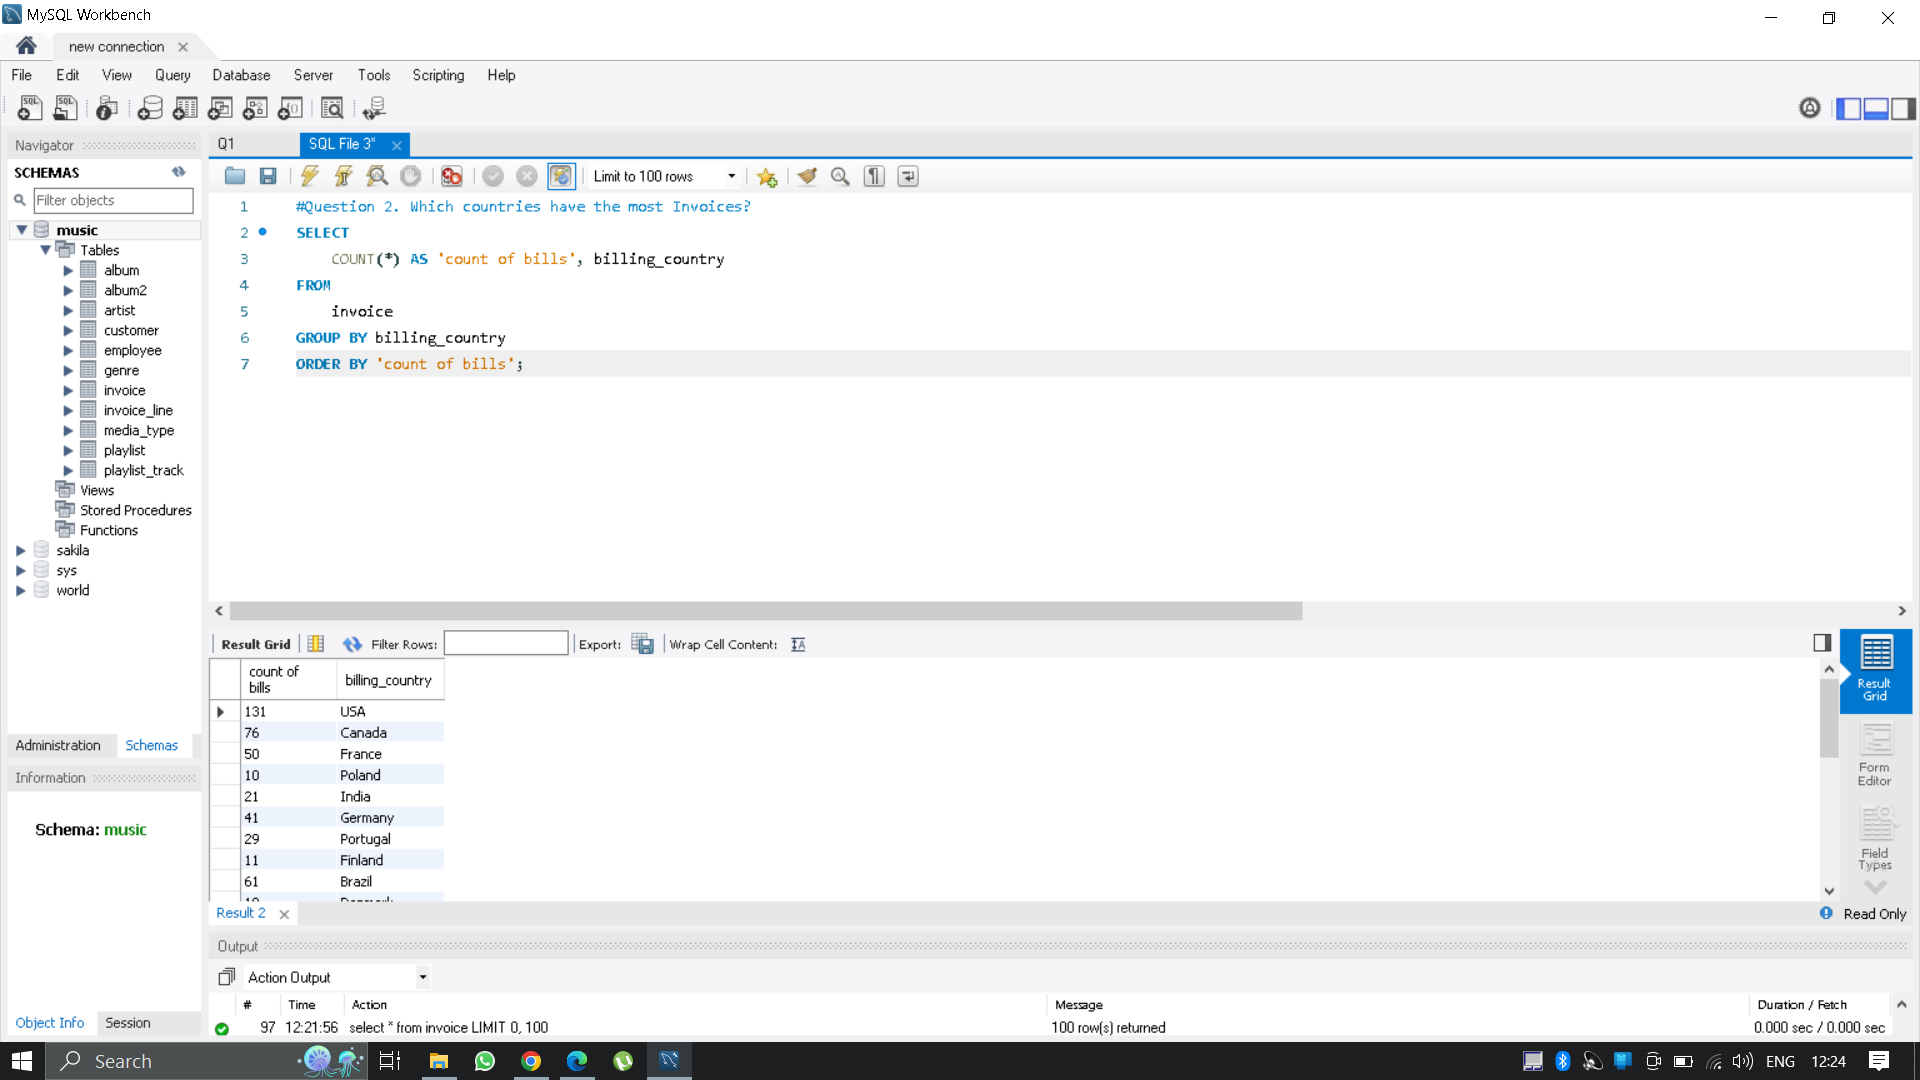 MySQL Workbench
new connection
File Edit View Query Database Server Tools Scripting Help
Navigator
SCHEMAS
Filter objects
music
Tables
album
album2
artist
customer
employee
genre
invoice
invoice_line
media_type
playlist
playlist_track
Views
Stored Procedures
Functions
sakila
sys
world
Administration Schemas
Information
Schema: music
Object Info Session
Q1 SQL File 3*
Limit to 100 rows
1 #Question 2. Which countries have the most Invoices?
2 SELECT
3 COUNT(*) AS 'count of bills', billing_country
4 FROM
5 invoice
6 GROUP BY billing_country
7 ORDER BY 'count of bills';
Result Grid Filter Rows: Export: Wrap Cell Content:
count of bills billing_country
131 USA
76 Canada
50 France
10 Poland
21 India
41 Germany
29 Portugal
11 Finland
61 Brazil
Result Grid
Form Editor
Field Types
Result 2 Read Only
Output
Action Output
# Time Action Message Duration / Fetch
97 12:21:56 select * from invoice LIMIT 0, 100 100 row(s) returned 0.000 sec / 0.000 sec
Search ENG 12:24